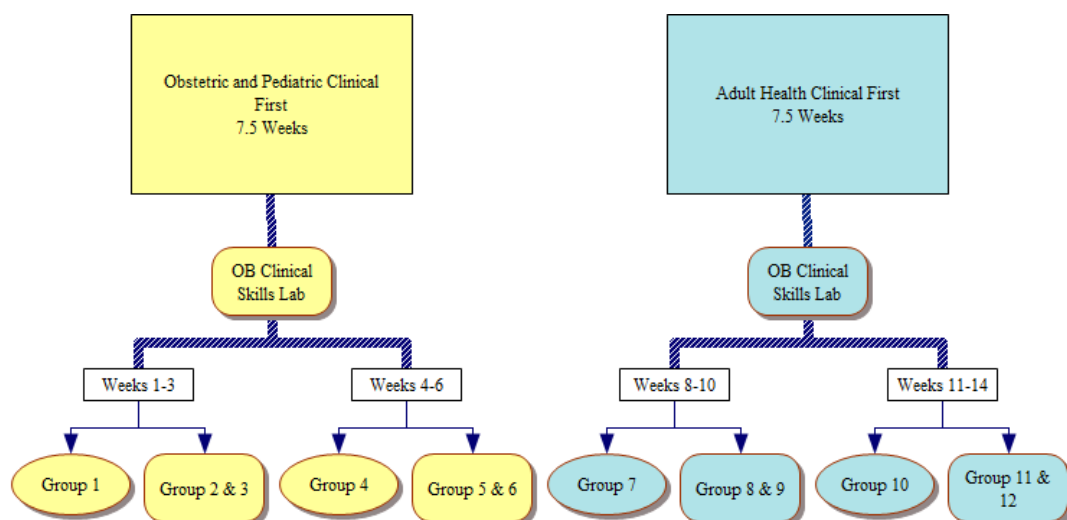 Obstetric and Pediatric Clinical
First
7.5 Weeks
Adult Health Clinical First
7.5 Weeks
OB Clinical
Skills Lab
OB Clinical
Skills Lab
Weeks 1-3
Weeks 4-6
Weeks 8-10
Weeks 11-14
Group 1
Group 2 & 3
Group 4
Group 5 & 6
Group 7
Group 8 & 9
Group 10
Group 11 &
12